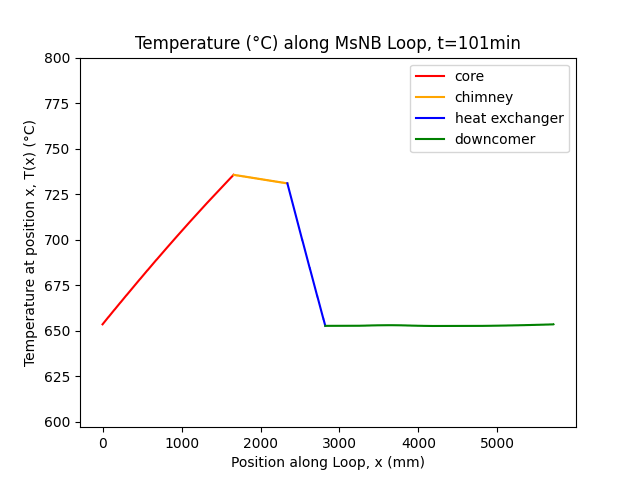 Temperature (°C) along MsNB Loop, t=101min
core
chimney
heat exchanger
downcomer
Temperature at position x, T(x) (°C)
800
775
750
725
700
675
650
625
600
0 1000 2000 3000 4000 5000
Position along Loop, x (mm)